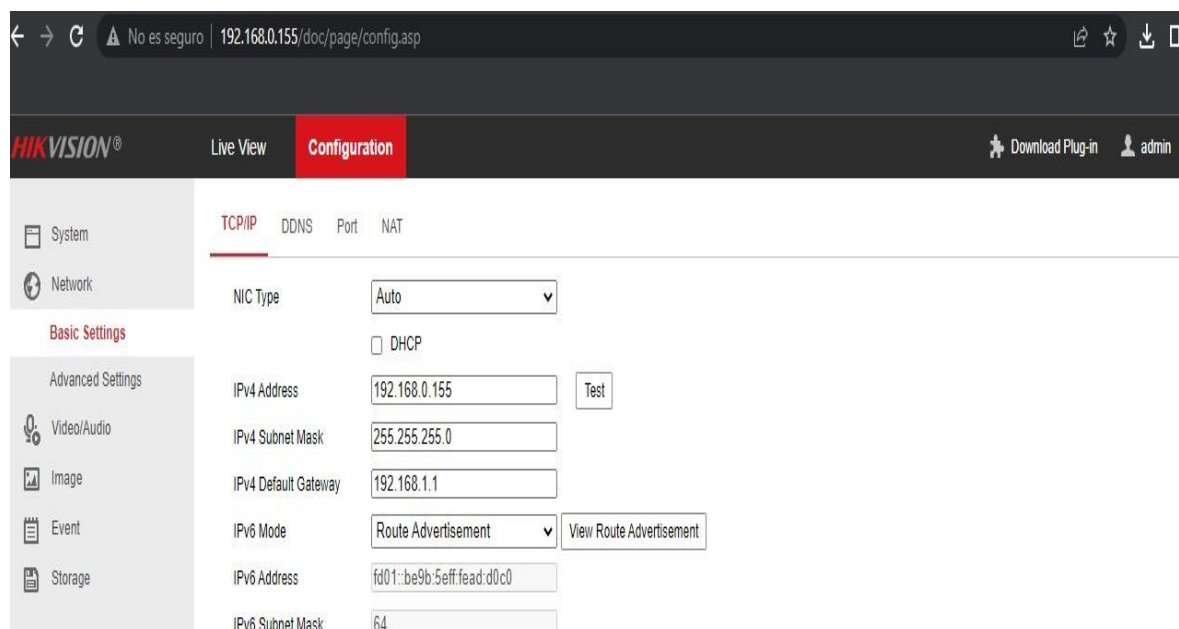 No es seguro | 192.168.0.155/doc/page/config.asp
HIKVISION® Live View Configuration Download Plug-in admin
TCP/IP DDNS Port NAT
System
Network
Basic Settings
Advanced Settings
Video/Audio
Image
Event
Storage
NIC Type Auto
DHCP
IPv4 Address 192.168.0.155 Test
IPv4 Subnet Mask 255.255.255.0
IPv4 Default Gateway 192.168.1.1
IPv6 Mode Route Advertisement View Route Advertisement
IPv6 Address fd01::be9b:5eff:fead:d0c0
IPv6 Subnet Mask 64